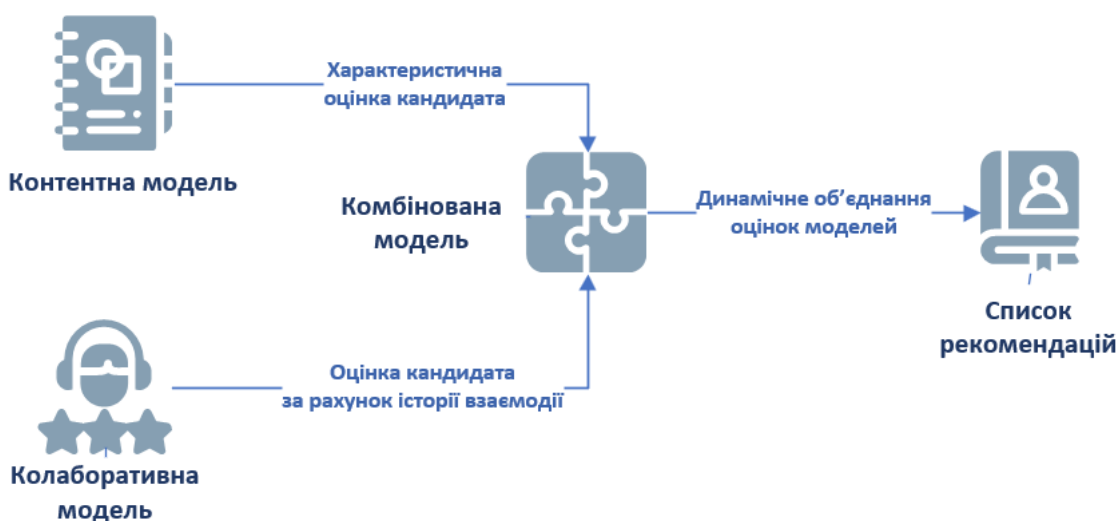 Характеристична
оцінка кандидата
Контентна модель
Комбінована
модель
Динамічне об’єднання
оцінок моделей
Список
рекомендацій
Оцінка кандидата
за рахунок історії взаємодії
Колаборативна
модель